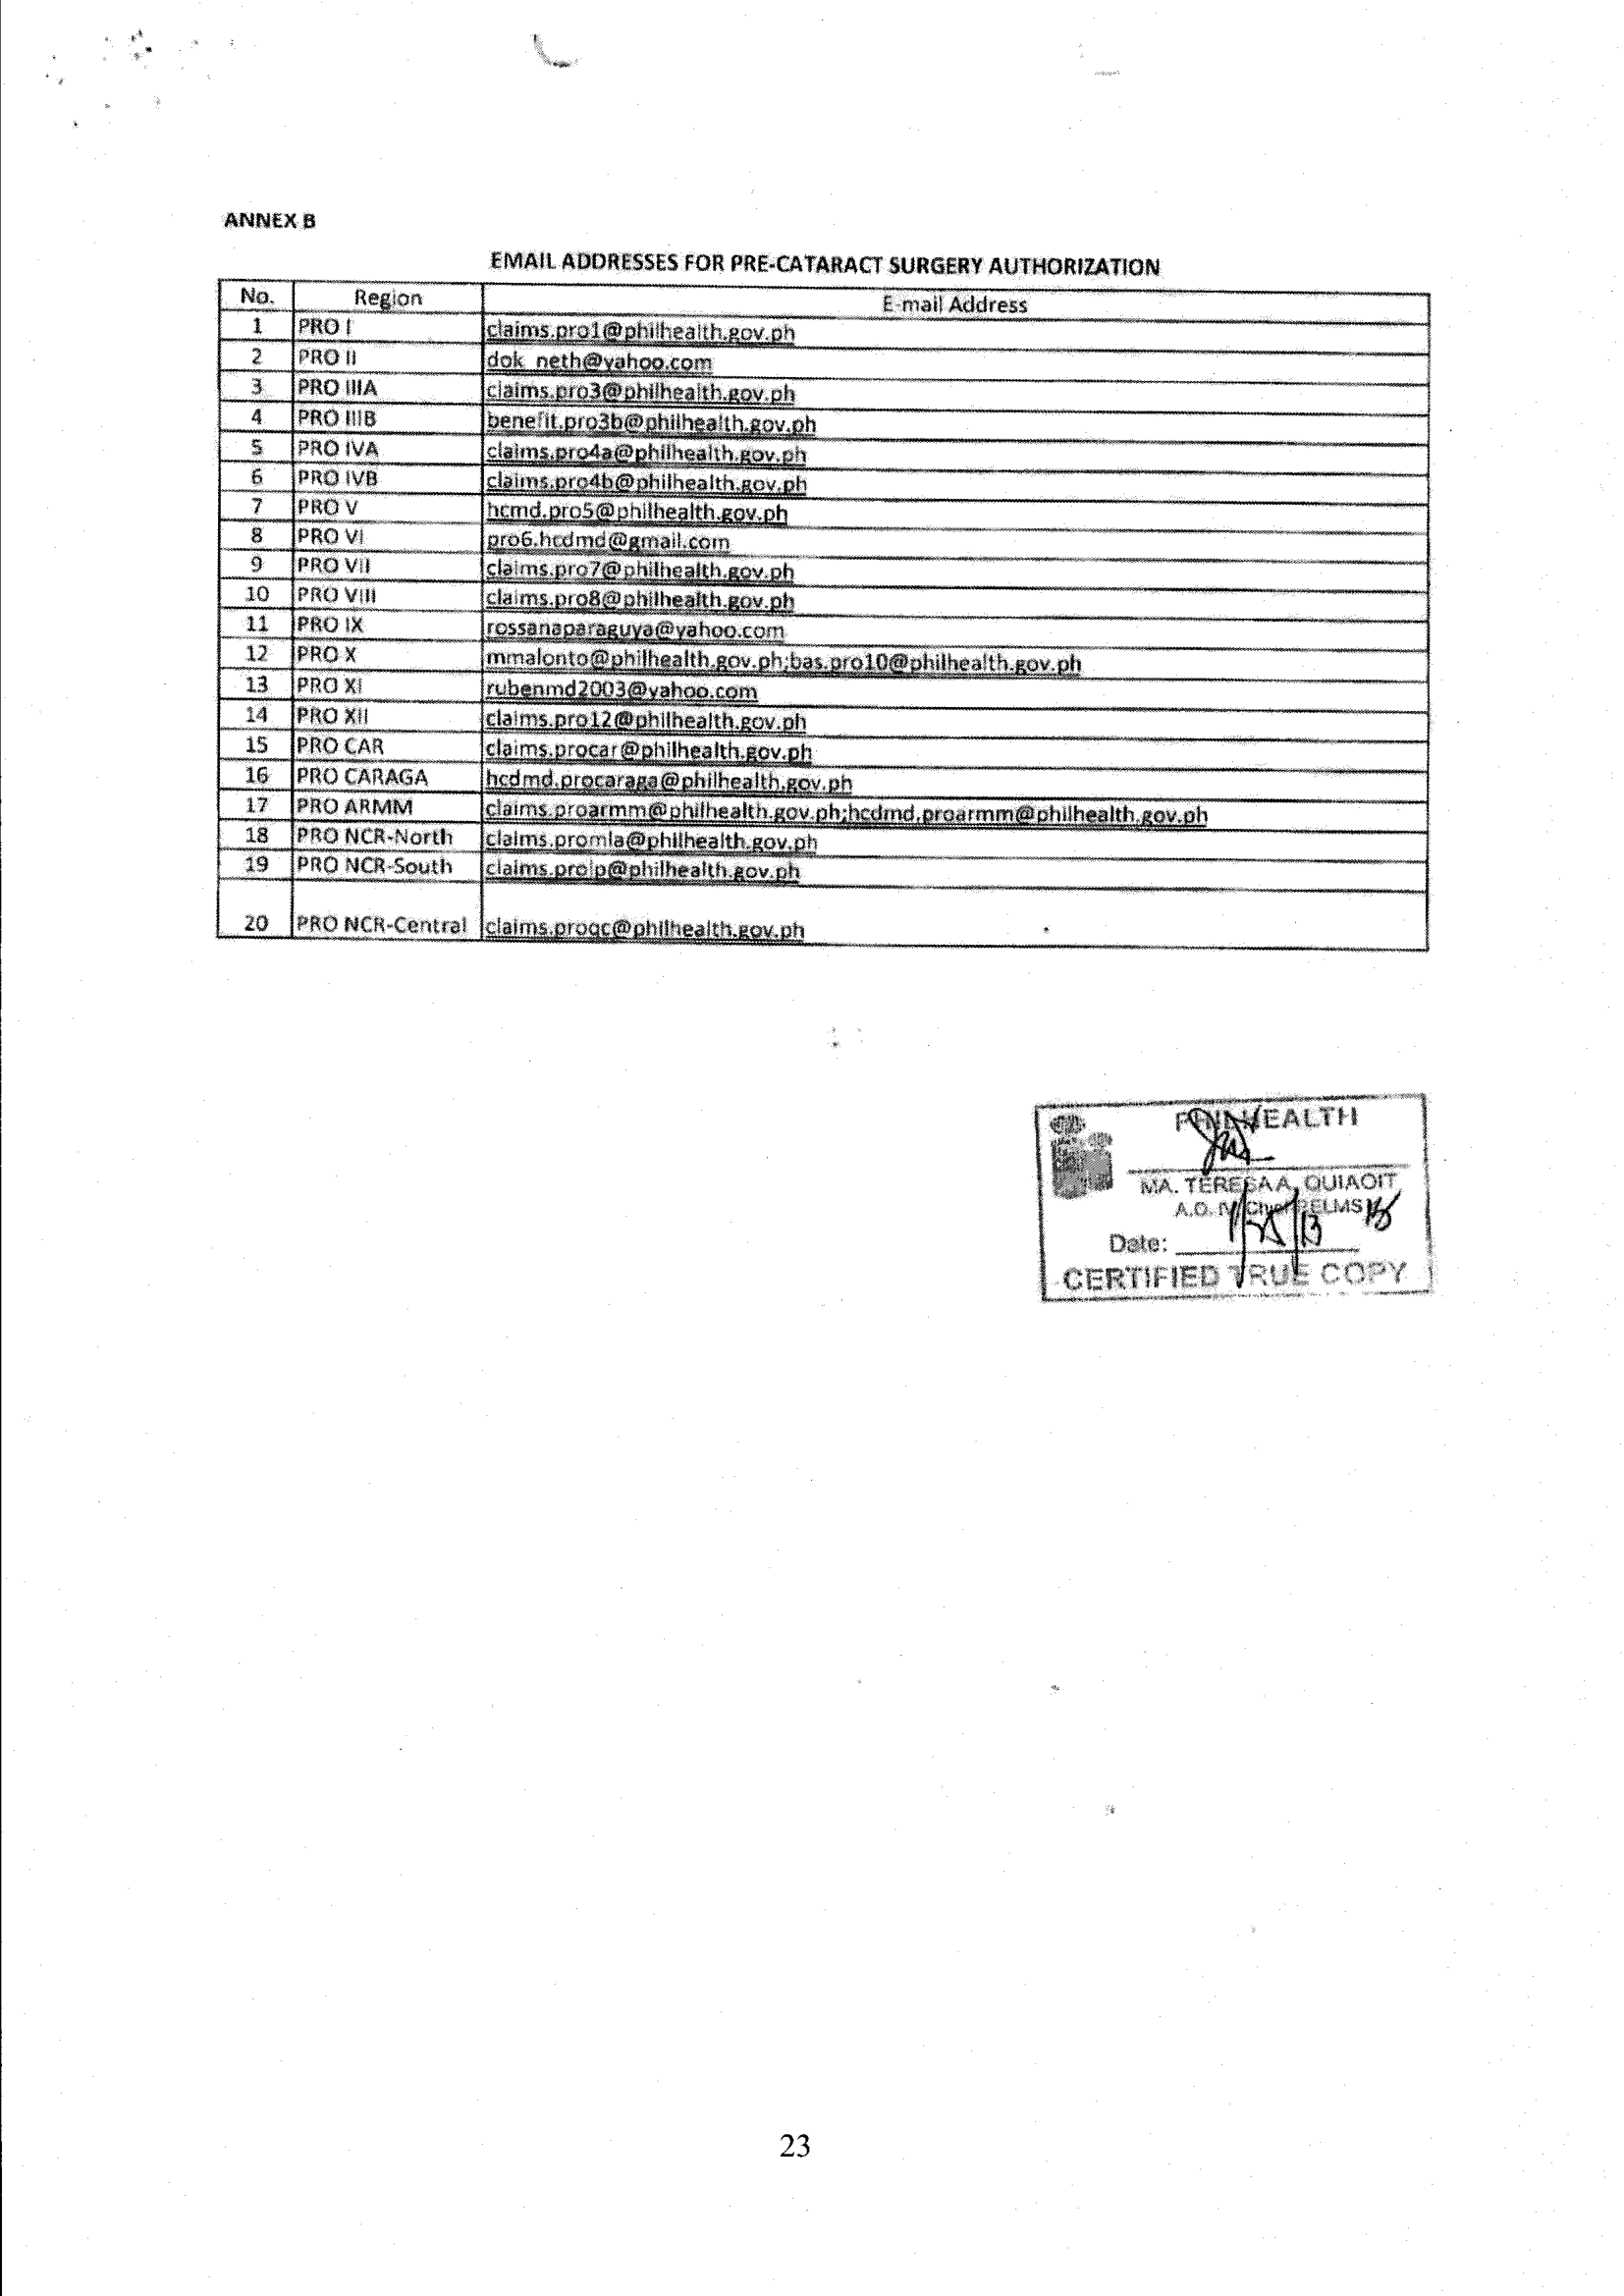 ANNEX B
EMAIL ADDRESSES FOR PRE-CATARACT SURGERY AUTHORIZATION
No. Region E-mail Address
1 PRO I claims.pro1@philhealth.gov.ph
2 PRO II dok_neth@yahoo.com
3 PRO IIIA claims.pro3@philhealth.gov.ph
4 PRO IIIB benefit.pro3b@philhealth.gov.ph
5 PRO IVA claims.pro4a@philhealth.gov.ph
6 PRO IVB claims.pro4b@philhealth.gov.ph
7 PRO V hcmd.pro5@philhealth.gov.ph
8 PRO VI pro6.hcdmd@gmail.com
9 PRO VII claims.pro7@philhealth.gov.ph
10 PRO VIII claims.pro8@philhealth.gov.ph
11 PRO IX rossanaparaguya@yahoo.com
12 PRO X mmalonto@philhealth.gov.ph;bas.pro10@philhealth.gov.ph
13 PRO XI rubenmd2003@yahoo.com
14 PRO XII claims.pro12@philhealth.gov.ph
15 PRO CAR claims.procar@philhealth.gov.ph
16 PRO CARAGA hcdmd.procaraga@philhealth.gov.ph
17 PRO ARMM claims.proarmm@philhealth.gov.ph;hcdmd.proarmm@philhealth.gov.ph
18 PRO NCR-North claims.promla@philhealth.gov.ph
19 PRO NCR-South claims.prolp@philhealth.gov.ph
20 PRO NCR-Central claims.proqc@philhealth.gov.ph
PHILHEALTH
MA. TERESA A. QUIAOIT
A.O. IV Chief
Date:
CERTIFIED TRUE COPY
23